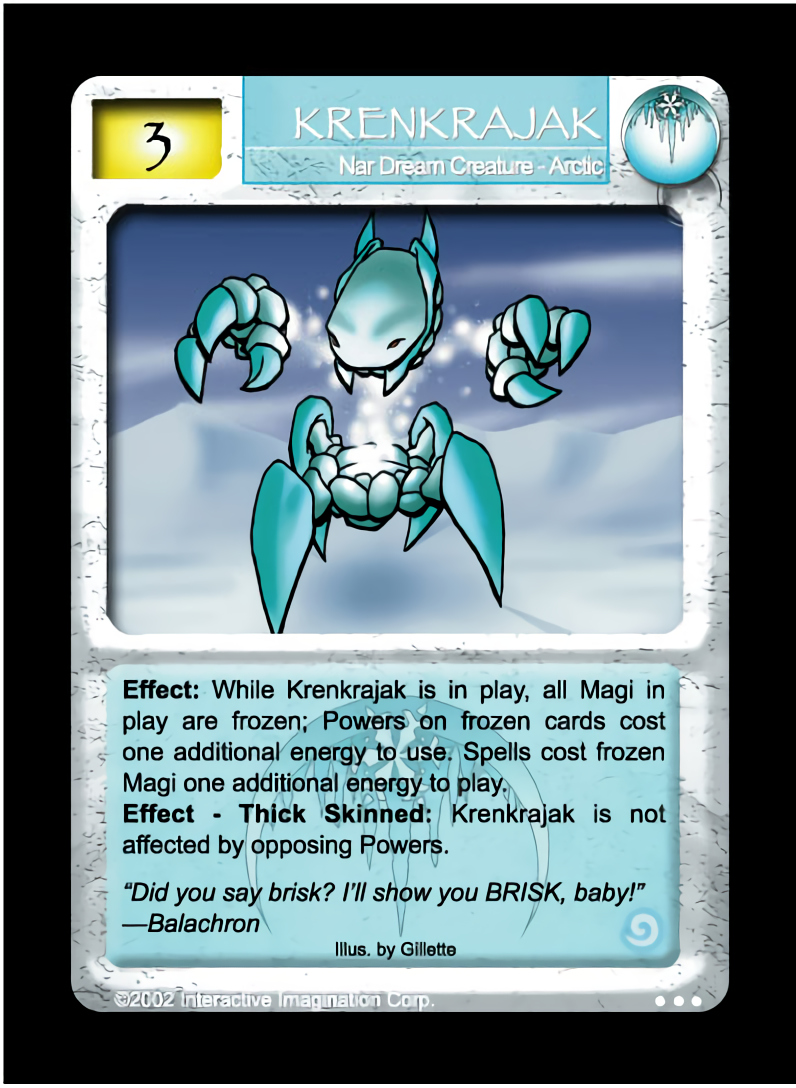 3
KRENKRAJAK
Nar Dream Creature - Arctic
Effect: While Krenkrajak is in play, all Magi in
play are frozen; Powers on frozen cards cost
one additional energy to use. Spells cost frozen
Magi one additional energy to play.
Effect - Thick Skinned: Krenkrajak is not
affected by opposing Powers.
“Did you say brisk? I’ll show you BRISK, baby!”
—Balachron
Illus. by Gillette
©2002 Interactive Imagination Corp.